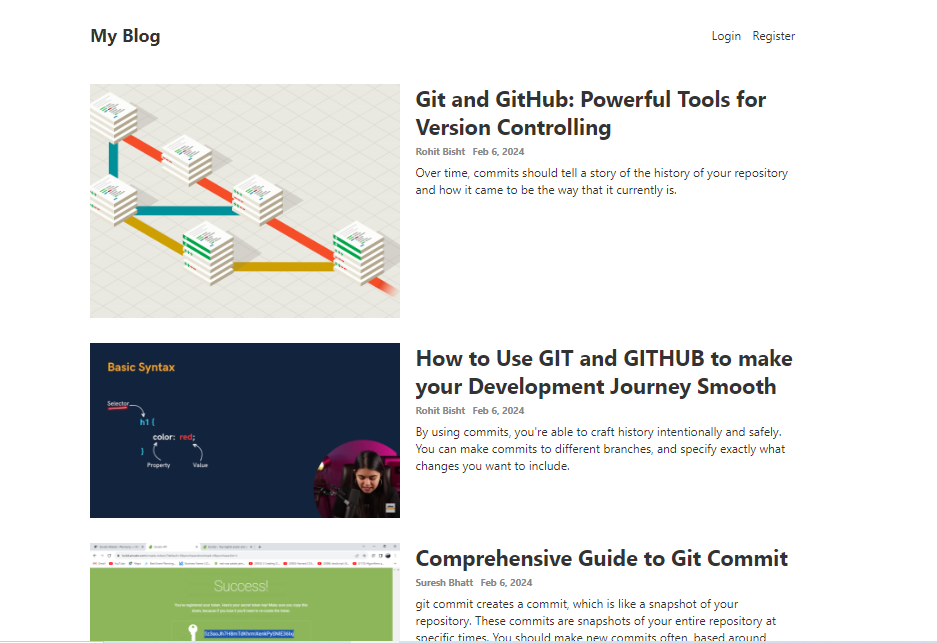 My Blog
Login Register
Git and GitHub: Powerful Tools for
Version Controlling
Rohit Bisht Feb 6, 2024
Over time, commits should tell a story of the history of your repository
and how it came to be the way that it currently is.
Basic Syntax
Selector
h1 {
color: red;
}
Property Value
How to Use GIT and GITHUB to make
your Development Journey Smooth
Rohit Bisht Feb 6, 2024
By using commits, you're able to craft history intentionally and safely.
You can make commits to different branches, and specify exactly what
changes you want to include.
Success!
Comprehensive Guide to Git Commit
Suresh Bhatt Feb 6, 2024
git commit creates a commit, which is like a snapshot of your
repository. These commits are snapshots of your entire repository at
specific times. You should make new commits often, based around